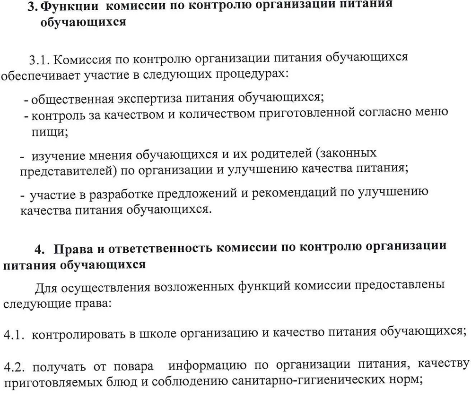 3. Функции комиссии по контролю организации питания
обучающихся
3.1. Комиссия по контролю организации питания обучающихся
обеспечивает участие в следующих процедурах:
- общественная экспертиза питания обучающихся;
- контроль за качеством и количеством приготовленной согласно меню
пищи;
- изучение мнения обучающихся и их родителей (законных
представителей) по организации и улучшению качества питания;
- участие в разработке предложений и рекомендаций по улучшению
качества питания обучающихся.
4. Права и ответственность комиссии по контролю организации
питания обучающихся
Для осуществления возложенных функций комиссии предоставлены
следующие права:
4.1. контролировать в школе организацию и качество питания обучающихся;
4.2. получать от повара информацию по организации питания, качеству
приготовляемых блюд и соблюдению санитарно-гигиенических норм;